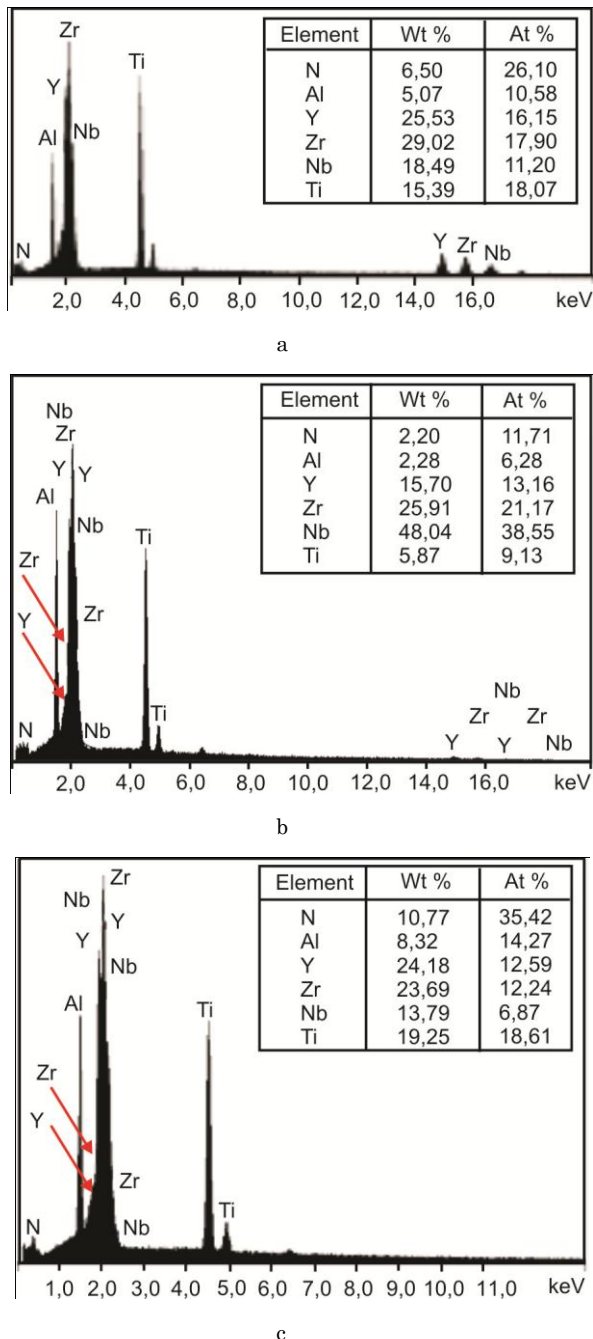 Zr
Ti
Y
Nb
Al
N
Y Zr Nb
Element Wt % At %
N 6,50 26,10
Al 5,07 10,58
Y 25,53 16,15
Zr 29,02 17,90
Nb 18,49 11,20
Ti 15,39 18,07
2,0 4,0 6,0 8,0 10,0 12,0 14,0 16,0 keV
a
Nb
Zr
Y Y
Al
Nb
Ti
Zr
Zr
Y
N
Nb
Ti
Nb
Zr Zr
Y Y Nb
Element Wt % At %
N 2,20 11,71
Al 2,28 6,28
Y 15,70 13,16
Zr 25,91 21,17
Nb 48,04 38,55
Ti 5,87 9,13
2,0 4,0 6,0 8,0 10,0 12,0 14,0 16,0 keV
b
Zr
Nb
Y
Y
Nb
Al
Ti
Zr
Y
Zr
N
Nb
Ti
Element Wt % At %
N 10,77 35,42
Al 8,32 14,27
Y 24,18 12,59
Zr 23,69 12,24
Nb 13,79 6,87
Ti 19,25 18,61
1,0 2,0 3,0 4,0 5,0 6,0 7,0 8,0 9,0 10,0 11,0 keV
c